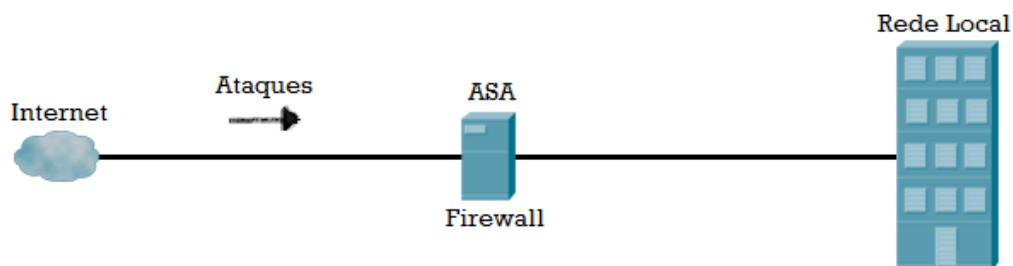 Rede Local
Ataques
ASA
Internet
Firewall